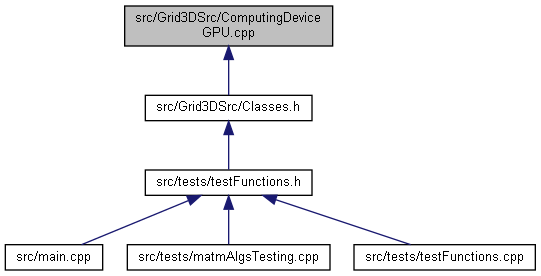 src/Grid3DSrc/ComputingDevice
GPU.cpp
src/Grid3DSrc/Classes.h
src/tests/testFunctions.h
src/main.cpp
src/tests/matmAlgsTesting.cpp
src/tests/testFunctions.cpp